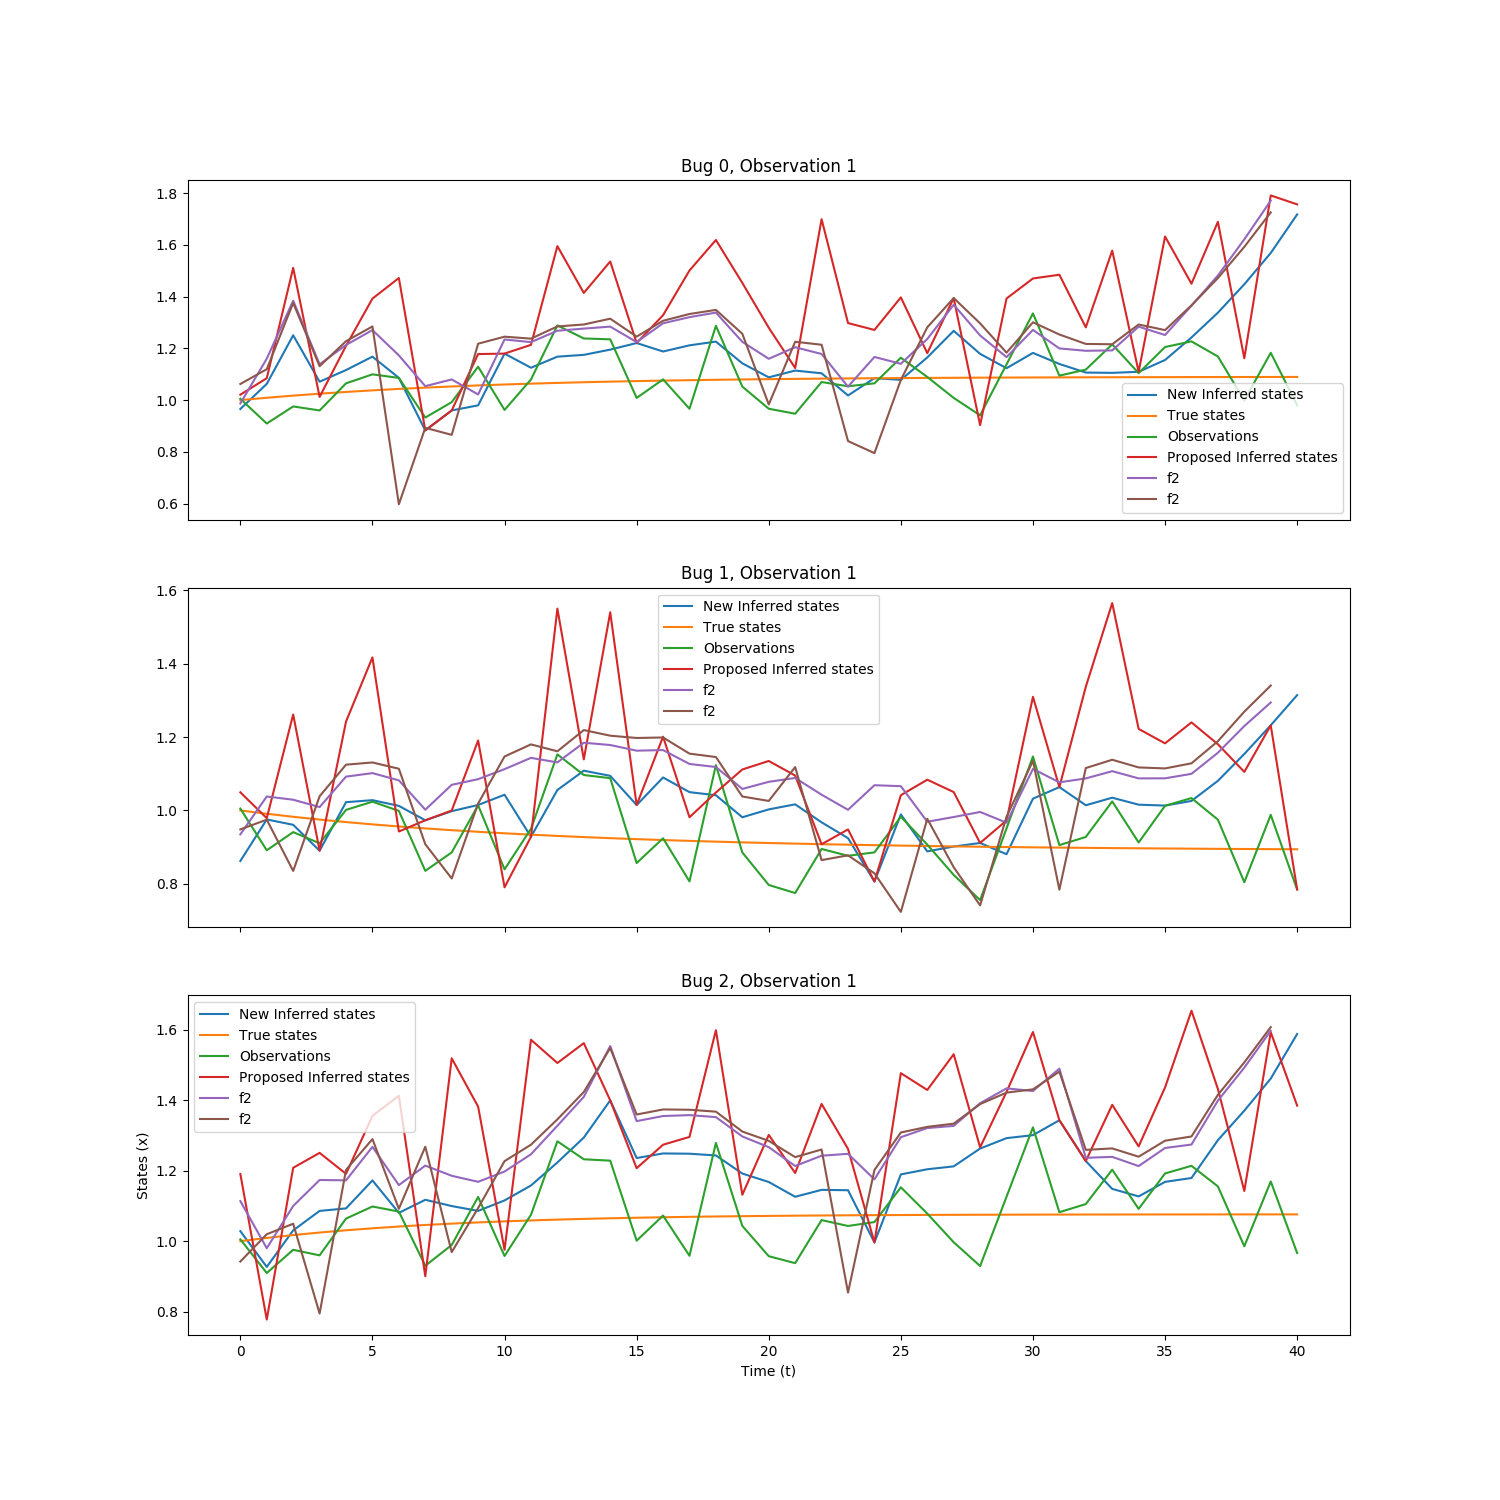 Bug 0, Observation 1
1.8
1.6
1.4
1.2
1.0
0.8
0.6
New Inferred states
True states
Observations
Proposed Inferred states
f2
f2
Bug 1, Observation 1
1.6
1.4
1.2
1.0
0.8
New Inferred states
True states
Observations
Proposed Inferred states
f2
f2
Bug 2, Observation 1
1.6
1.4
1.2
1.0
0.8
States (x)
New Inferred states
True states
Observations
Proposed Inferred states
f2
f2
0 5 10 15 20 25 30 35 40
Time (t)